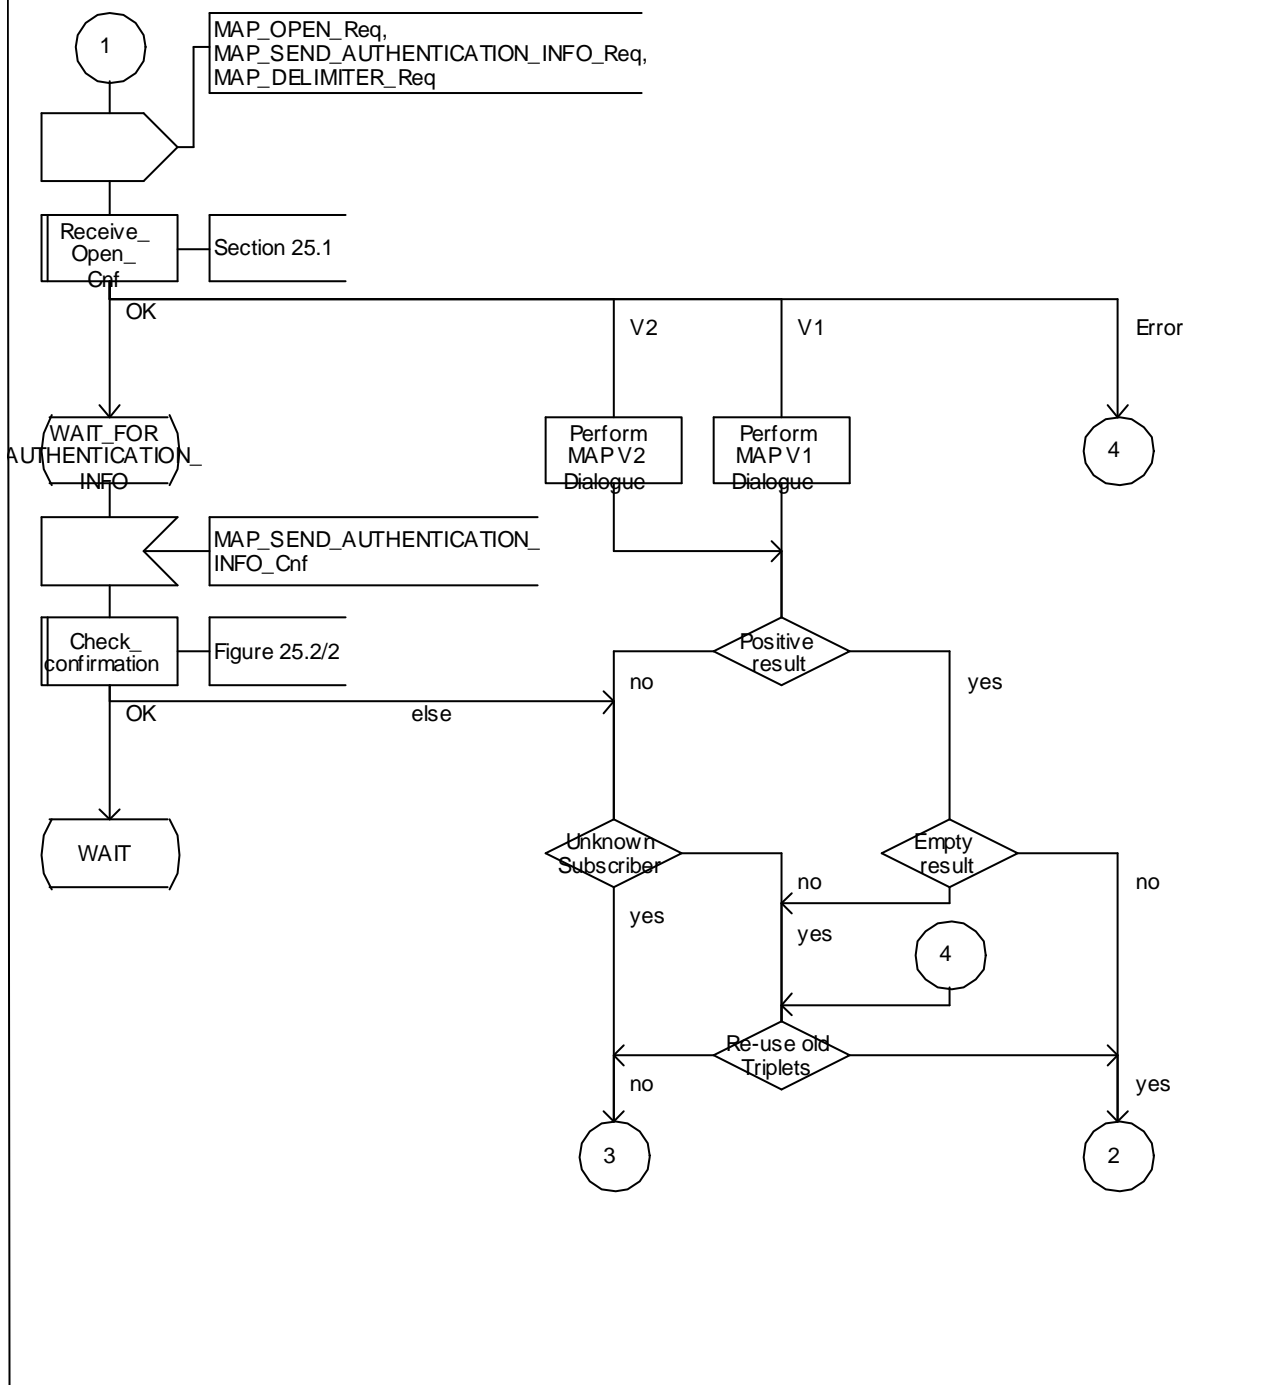 1
MAP_OPEN_Req,
MAP_SEND_AUTHENTICATION_INFO_Req,
MAP_DELIMITER_Req
Receive_
Open_
Cnf
Section 25.1
OK
V2
V1
Error
WAIT_FOR
AUTHENTICATION_
INFO
Perform
MAP V2
Dialogue
Perform
MAP V1
Dialogue
4
MAP_SEND_AUTHENTICATION_
INFO_Cnf
Check_
confirmation
Figure 25.2/2
Positive
result
no
yes
OK
else
WAIT
Unknown
Subscriber
Empty
result
no
no
yes
yes
4
Re-use old
Triplets
no
yes
3
2